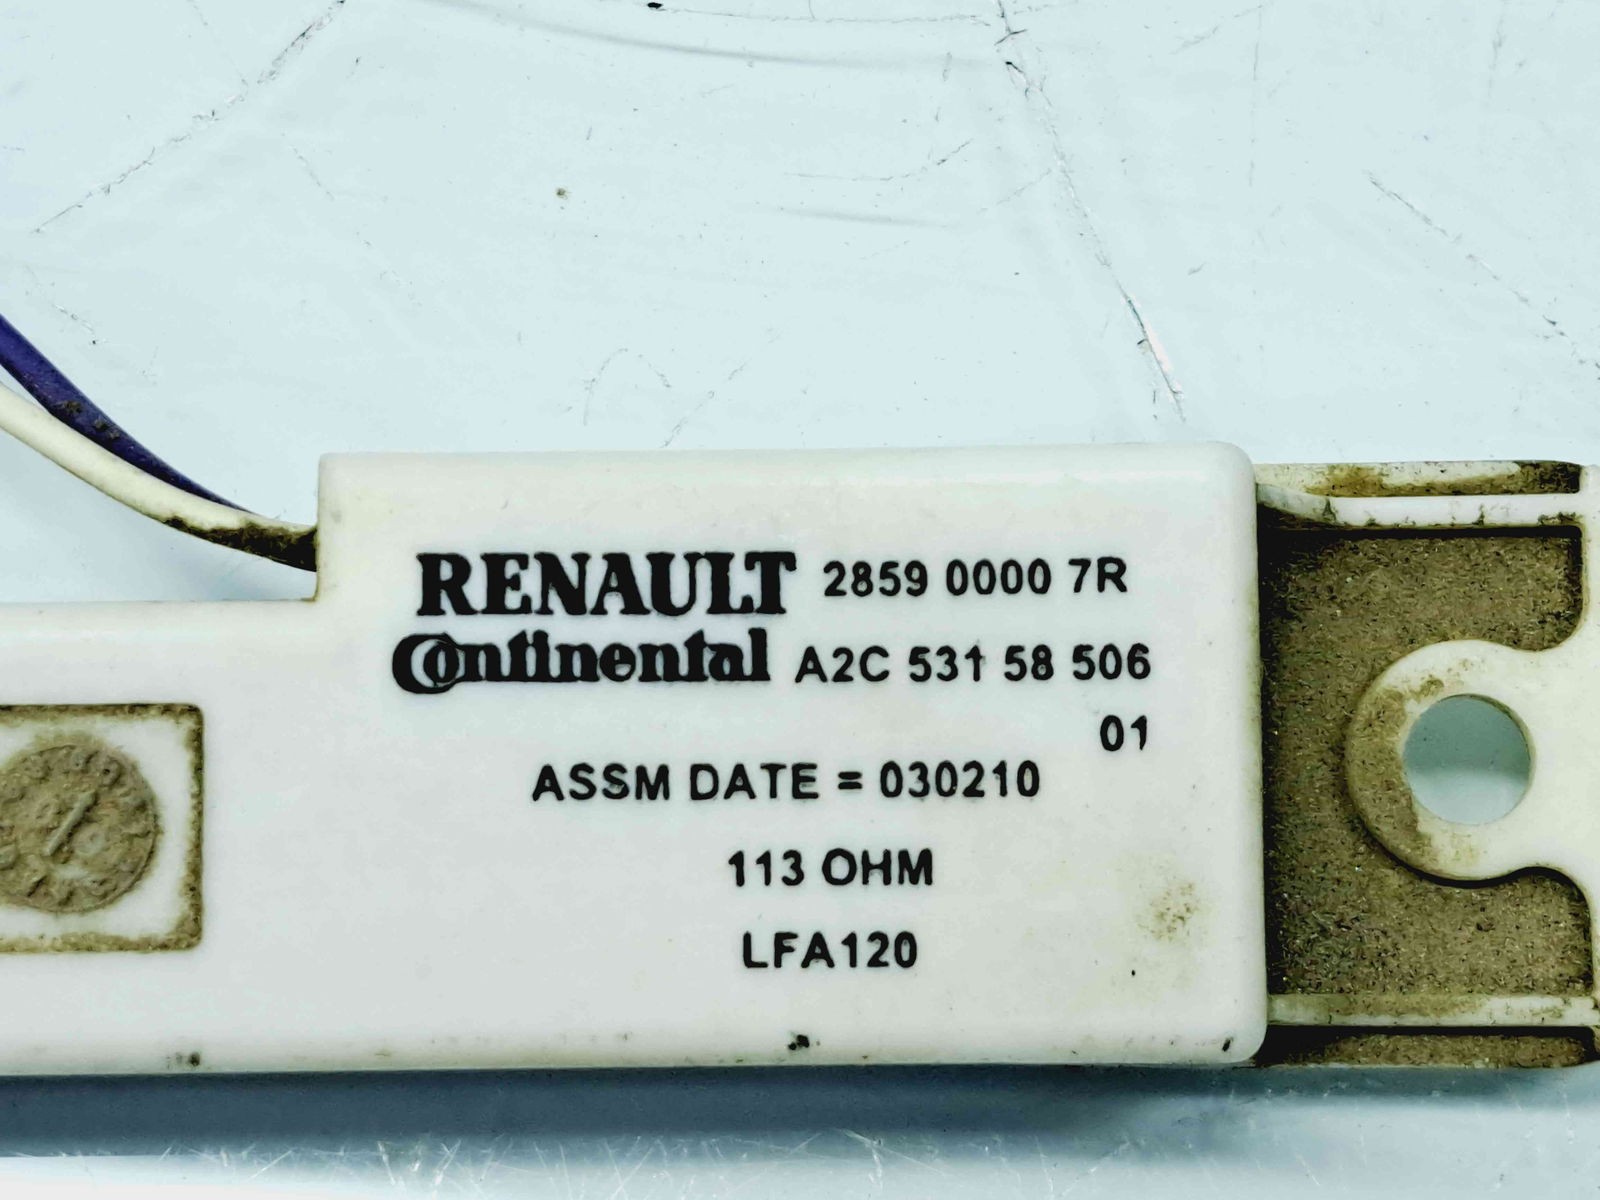 RENAULT 2859 0000 7R
Continental A2C 531 58 506
01
ASSM DATE = 030210
113 OHM
LFA120